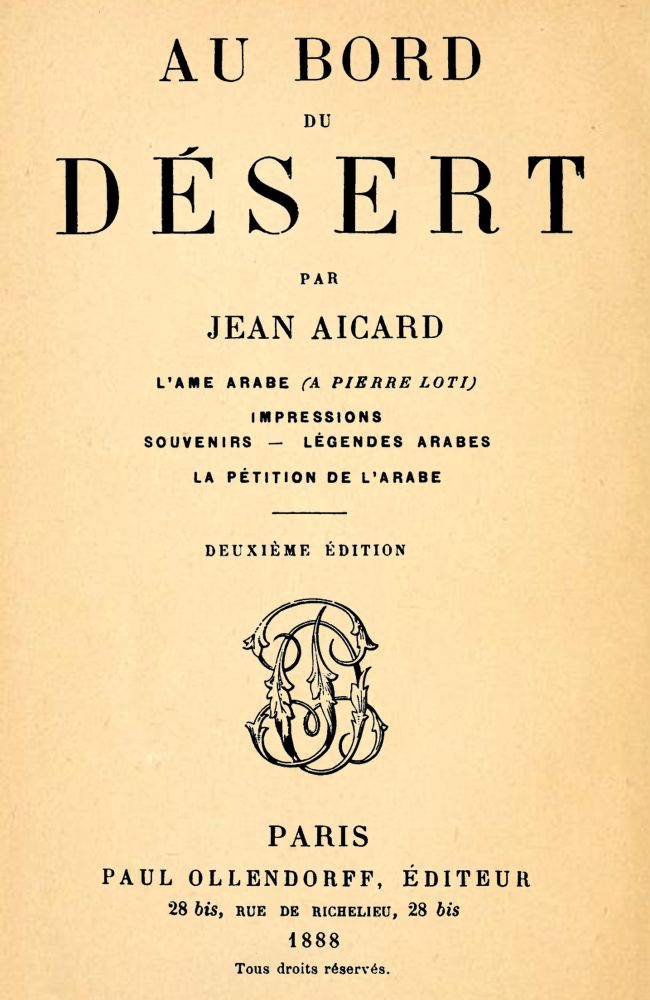 AU BORD
DU
DÉSERT
PAR
JEAN AICARD
L'AME ARABE (A PIERRE LOTI)
IMPRESSIONS
SOUVENIRS — LÉGENDES ARABES
LA PÉTITION DE L'ARABE
DEUXIÈME ÉDITION
PARIS
PAUL OLLENDORFF, ÉDITEUR
28 bis, RUE DE RICHELIEU, 28 bis
1888
Tous droits réservés.